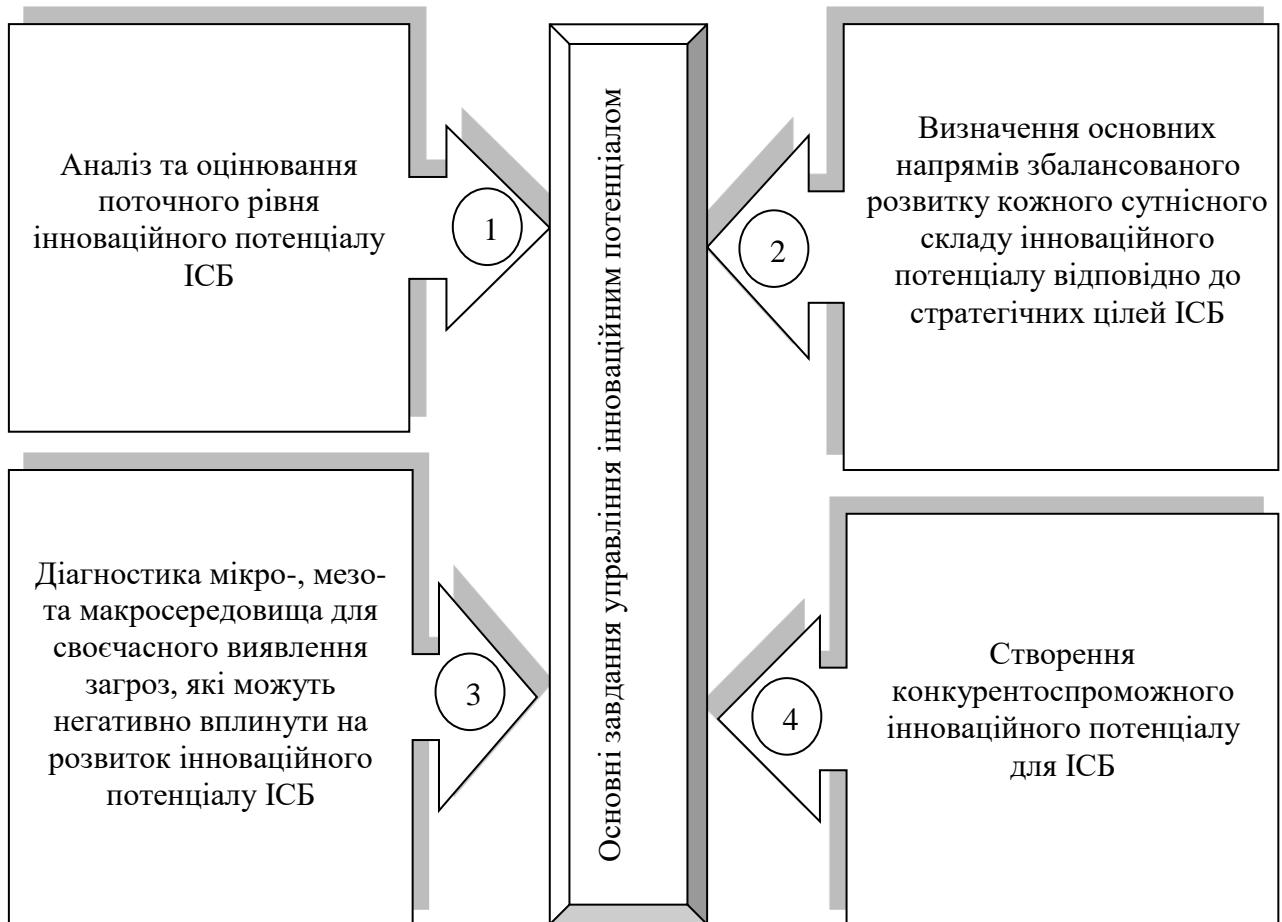 Аналіз та оцінювання
поточного рівня
інноваційного потенціалу
ІСБ
1
Основні завдання управління інноваційним потенціалом
Визначення основних
напрямів збалансованого
розвитку кожного сутнісного
складу інноваційного
потенціалу відповідно до
стратегічних цілей ІСБ
2
Діагностика мікро-, мезо-
та макросередовища для
своєчасного виявлення
загроз, які можуть
негативно вплинути на
розвиток інноваційного
потенціалу ІСБ
3
Створення
конкурентоспроможного
інноваційного потенціалу
для ІСБ
4